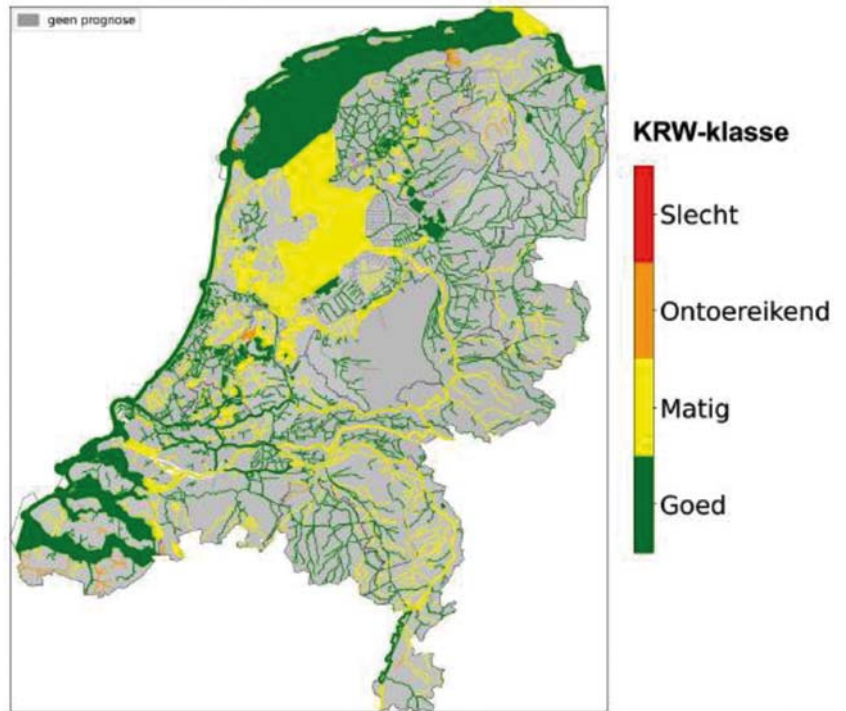 geen prognose
KRW-klasse
Slecht
Ontoereikend
Matig
Goed